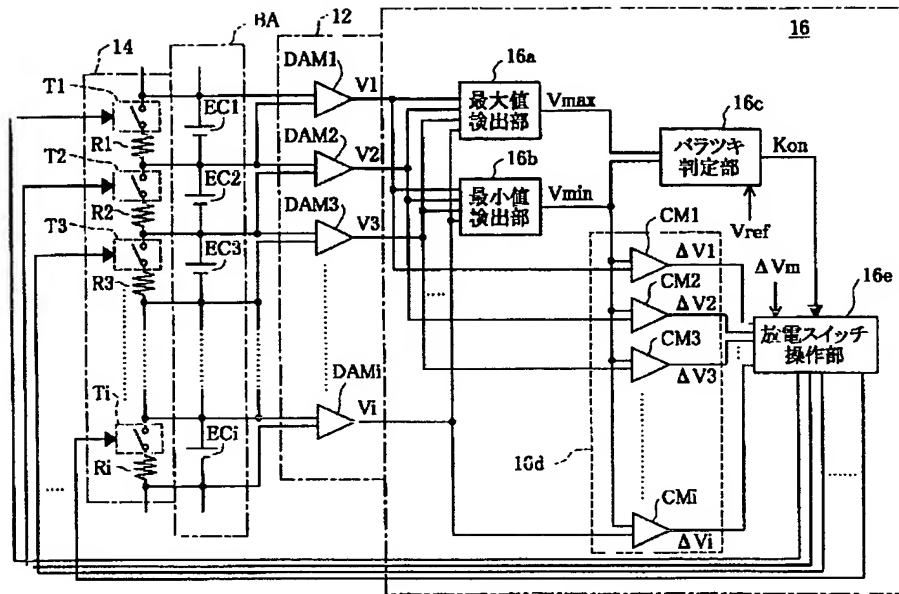 BA
12
16
14
DAM1
V1
16a
T1
EC1
最大値
検出部
Vmax
16c
R1
DAM2
V2
16b
バラツキ
判定部
Kon
T2
EC2
最小値
検出部
Vmin
R2
DAM3
V3
CM1
ΔV1
Vref
T3
EC3
CM2
ΔV2
ΔVm
16e
R3
放電スイッチ
操作部
CM3
ΔV3
DAMi
Vi
Ti
ECi
16d
Ri
CMi
ΔVi